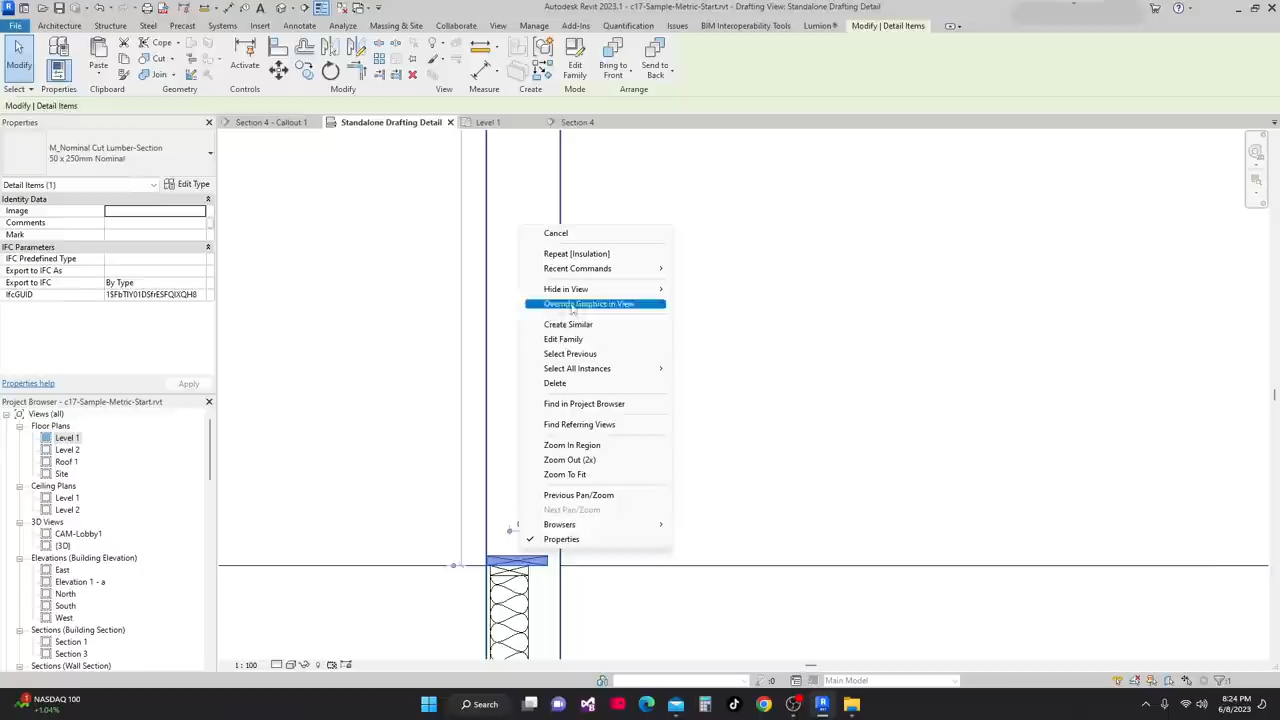 Autodesk Revit 2023.1 - c17-Sample-Metric-Start.rvt - Drafting View: Standalone Drafting Detail
File Architecture Structure Steel Precast Systems Insert Annotate Analyze Massing & Site Collaborate View Manage Add-Ins Quantification Issues BIM Interoperability Tools Lumion® Modify | Detail Items
Cope
Cut
Join
Modify Paste Activate Edit Family Bring to Front Send to Back
Select Properties Clipboard Geometry Controls Modify View Measure Create Mode Arrange
Modify | Detail Items
Properties
Section 4 - Callout 1 Standalone Drafting Detail Level 1 Section 4
M_Nominal Cut Lumber-Section
50 x 250mm Nominal
Detail Items (1) Edit Type
Identity Data
Image
Comments
Mark
IFC Parameters
IFC Predefined Type
Export to IFC As
Export to IFC By Type
IfcGUID 1$FbTlY01DSfrESFQIXQH8
Properties help Apply
Project Browser - c17-Sample-Metric-Start.rvt
Views (all)
Floor Plans
Level 1
Level 2
Roof 1
Site
Ceiling Plans
Level 1
Level 2
3D Views
CAM-Lobby1
{3D}
Elevations (Building Elevation)
East
Elevation 1 - a
North
South
West
Sections (Building Section)
Section 1
Section 3
Sections (Wall Section)
Cancel
Repeat [Insulation]
Recent Commands
Hide in View
Override Graphics in View
Create Similar
Edit Family
Select Previous
Select All Instances
Delete
Find in Project Browser
Find Referring Views
Zoom In Region
Zoom Out (2x)
Zoom To Fit
Previous Pan/Zoom
Next Pan/Zoom
Browsers
Properties
1 : 100
:0 Main Model :1
NASDAQ 100
+1.04%
Search
8:24 PM
6/8/2023